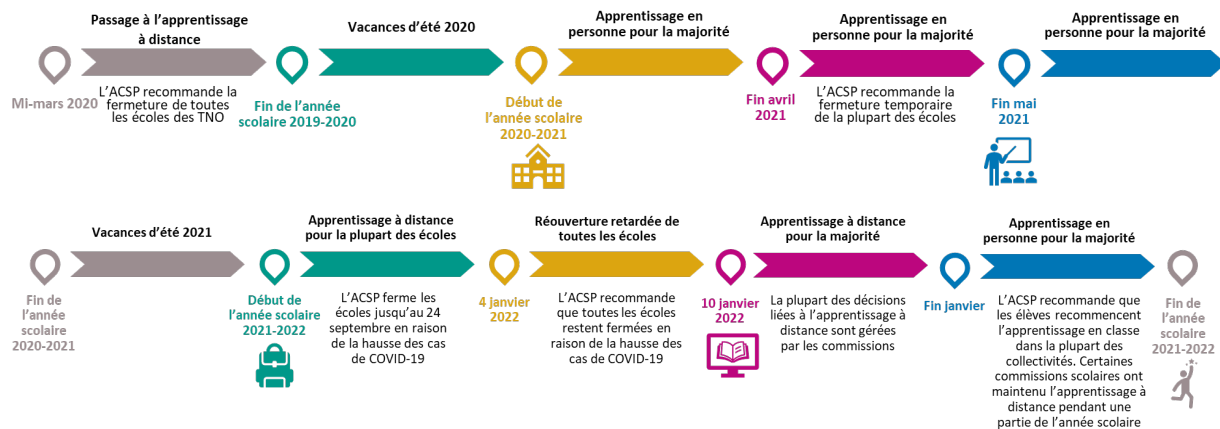 Passage à l’apprentissage
à distance
Mi-mars 2020
L’ACSP recommande la
fermeture de toutes
les écoles des TNO
Vacances d’été 2020
Fin de l’année
scolaire 2019-2020
Apprentissage en
personne pour la majorité
Début de
l’année scolaire
2020-2021
Apprentissage en
personne pour la majorité
Fin avril
2021
L’ACSP recommande la
fermeture temporaire
de la plupart des écoles
Apprentissage en
personne pour la majorité
Fin mai
2021
Vacances d’été 2021
Fin de
l’année
scolaire
2020-2021
Apprentissage à distance
pour la plupart des écoles
Début de
l’année scolaire
2021-2022
L’ACSP ferme les
écoles jusqu’au 24
septembre en raison
de la hausse des cas
de COVID-19
Réouverture retardée de
toutes les écoles
4 janvier
2022
L’ACSP recommande
que toutes les écoles
restent fermées en
raison de la hausse des
cas de COVID-19
Apprentissage à distance
pour la majorité
10 janvier
2022
La plupart des décisions
liées à l’apprentissage à
distance sont gérées
par les commissions
Apprentissage en
personne pour la majorité
Fin janvier
L’ACSP recommande que
les élèves recommencent
l’apprentissage en classe
dans la plupart des
collectivités. Certaines
commissions scolaires ont
maintenu l’apprentissage à
distance pendant une
partie de l’année scolaire
Fin de
l’année
scolaire
2021-2022